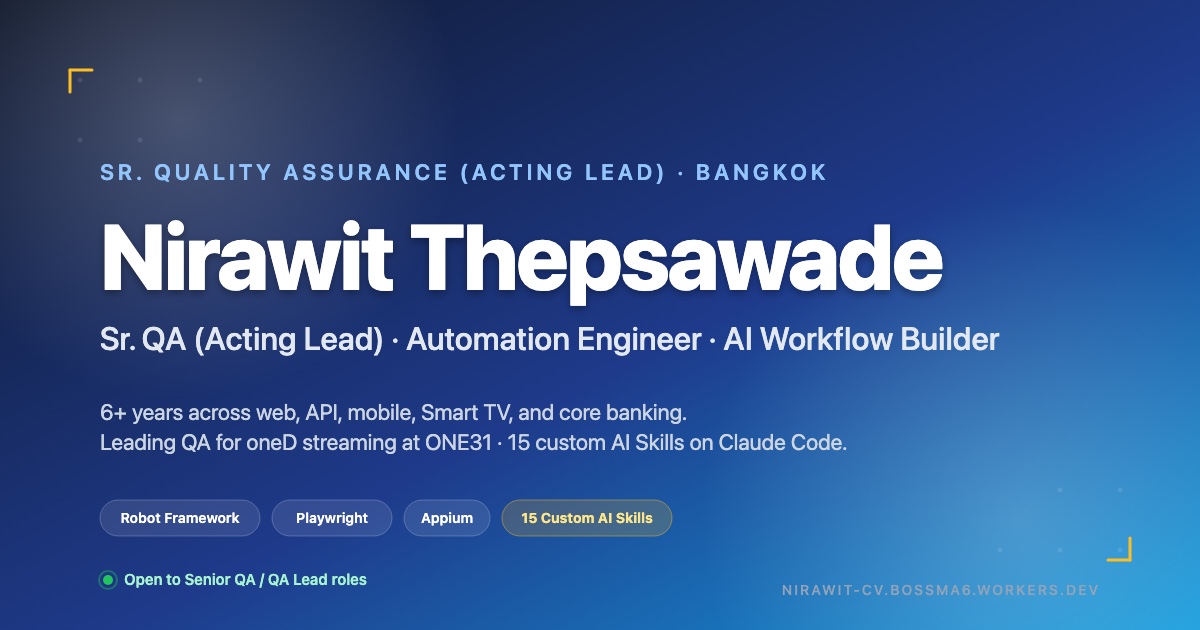 SR. QUALITY ASSURANCE (ACTING LEAD) · BANGKOK
Nirawit Thepsawade
Sr. QA (Acting Lead) · Automation Engineer · AI Workflow Builder
6+ years across web, API, mobile, Smart TV, and core banking.
Leading QA for oneD streaming at ONE31 · 15 custom AI Skills on Claude Code.
Robot Framework Playwright Appium 15 Custom AI Skills
Open to Senior QA / QA Lead roles
NIRAWIT-CV.BOSSMA6.WORKERS.DEV